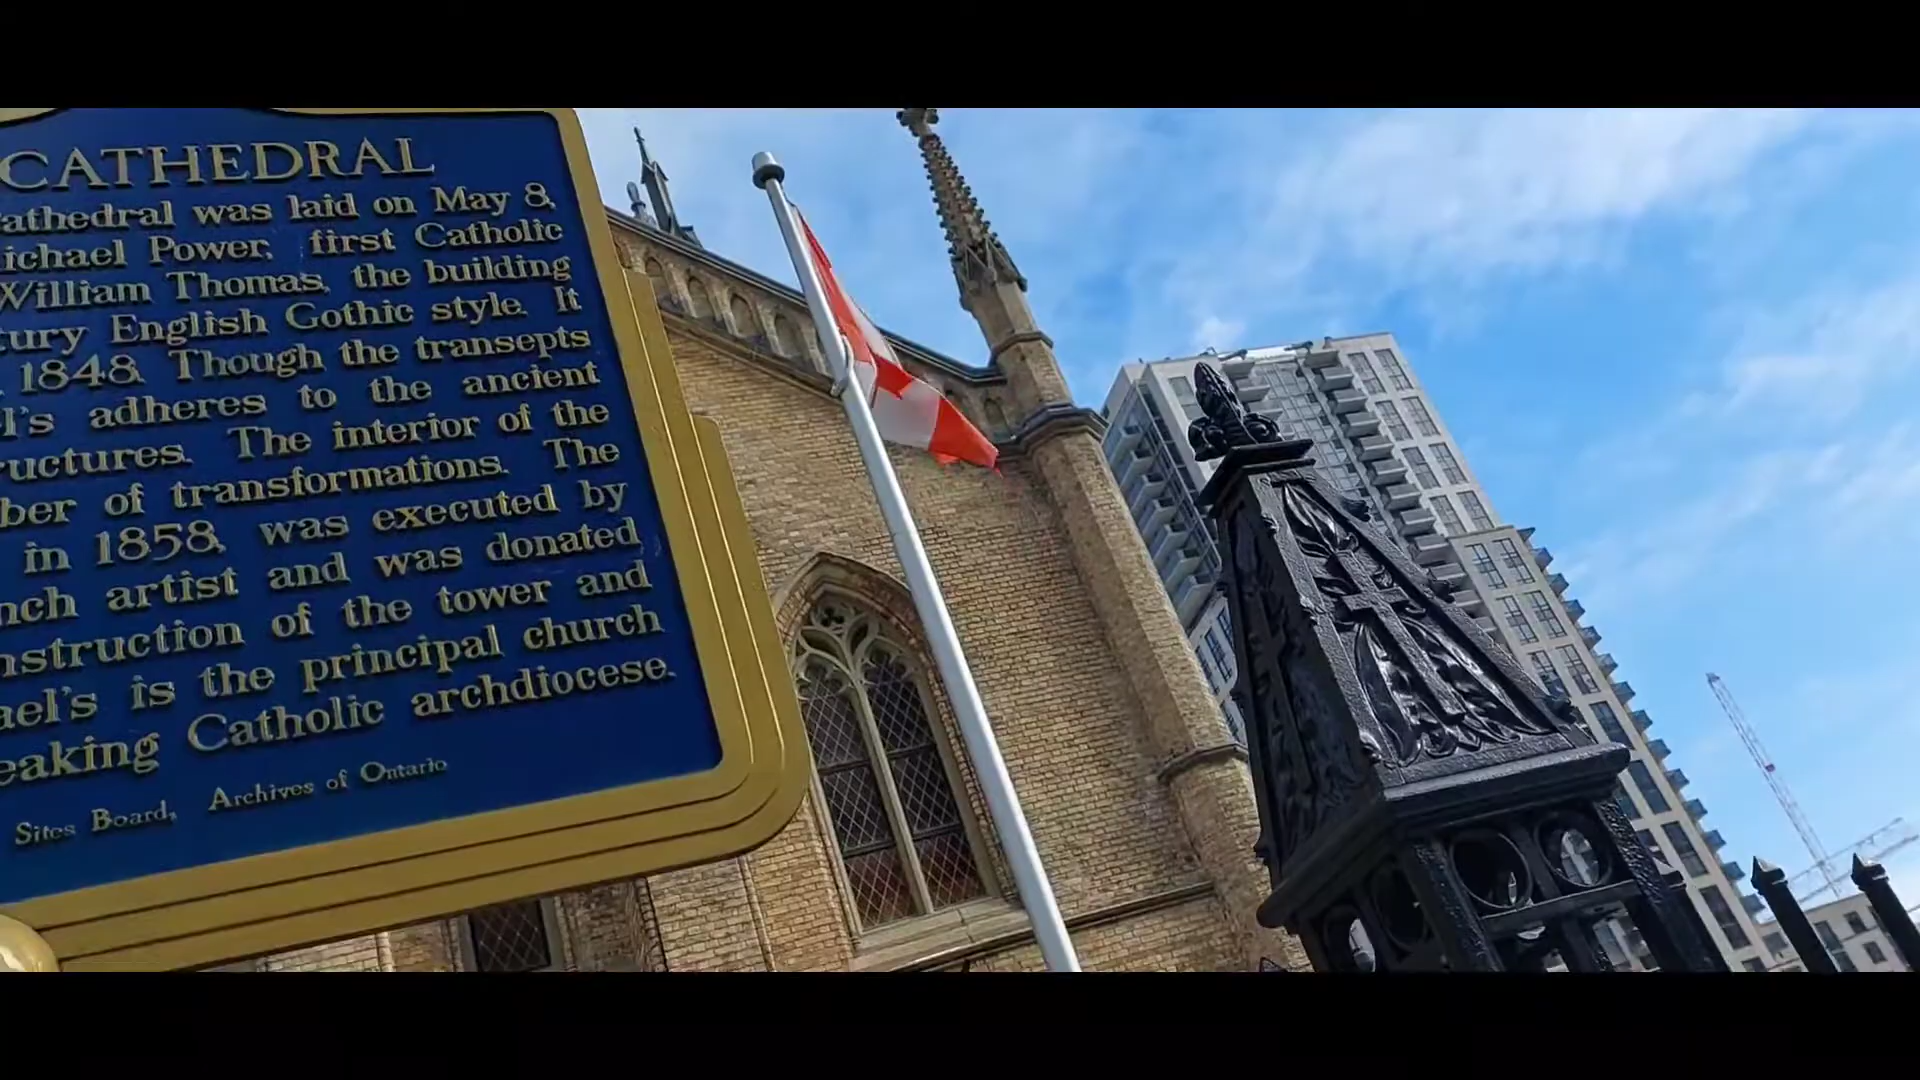 CATHEDRAL
athedral was laid on May 8,
ichael Power, first Catholic
William Thomas, the building
tury English Gothic style. It
1848. Though the transepts
l's adheres to the ancient
ructures. The interior of the
ber of transformations. The
in 1858, was executed by
nch artist and was donated
nstruction of the tower and
ael's is the principal church
eaking Catholic archdiocese.
Sites Board, Archives of Ontario